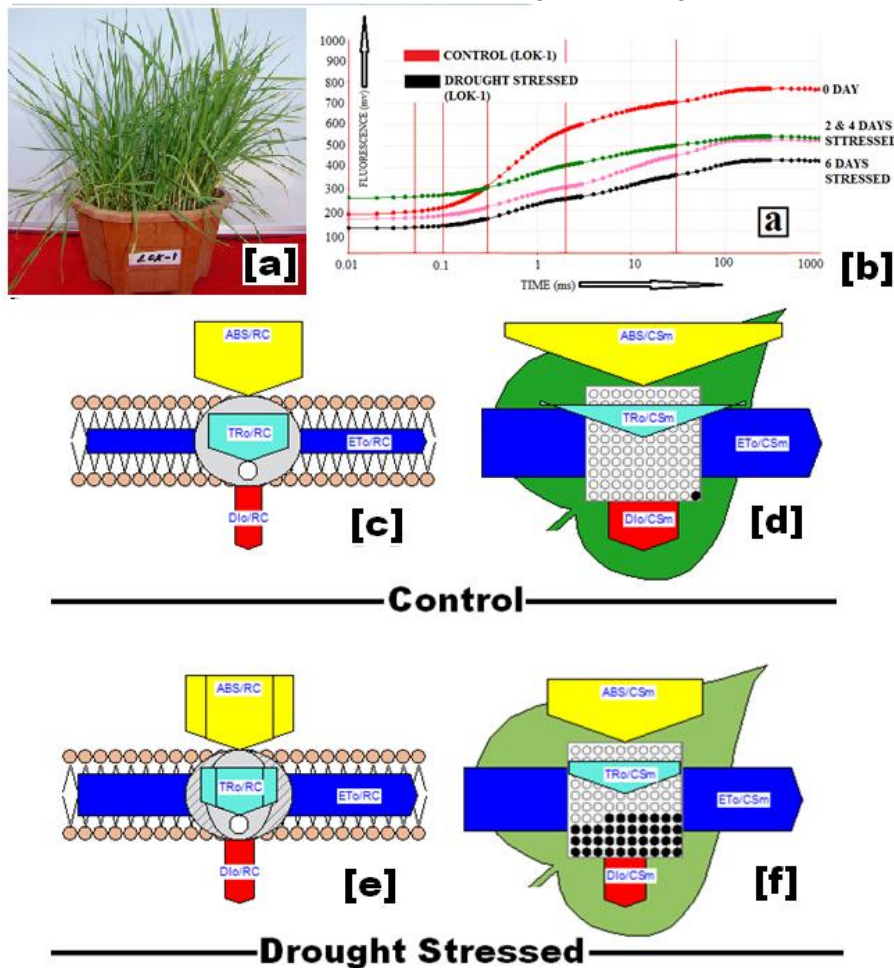 LOK-1
[a]
1000
900
800
700
600
500
400
300
200
100
FLUORESCENCE (mv)
CONTROL (LOK-1)
DROUGHT STRESSED
(LOK-1)
0 DAY
2 & 4 DAYS
STTRESSED
6 DAYS
STRESSED
a
0.01
0.1
1
10
100
1000
TIME (ms)
[b]
ABS/RC
TRo/RC
ETo/RC
DIo/RC
[c]
ABS/CSm
TRo/CSm
ETo/CSm
DIo/CSm
[d]
Control
ABS/RC
TRo/RC
ETo/RC
DIo/RC
[e]
ABS/CSm
TRo/CSm
ETo/CSm
DIo/CSm
[f]
Drought Stressed